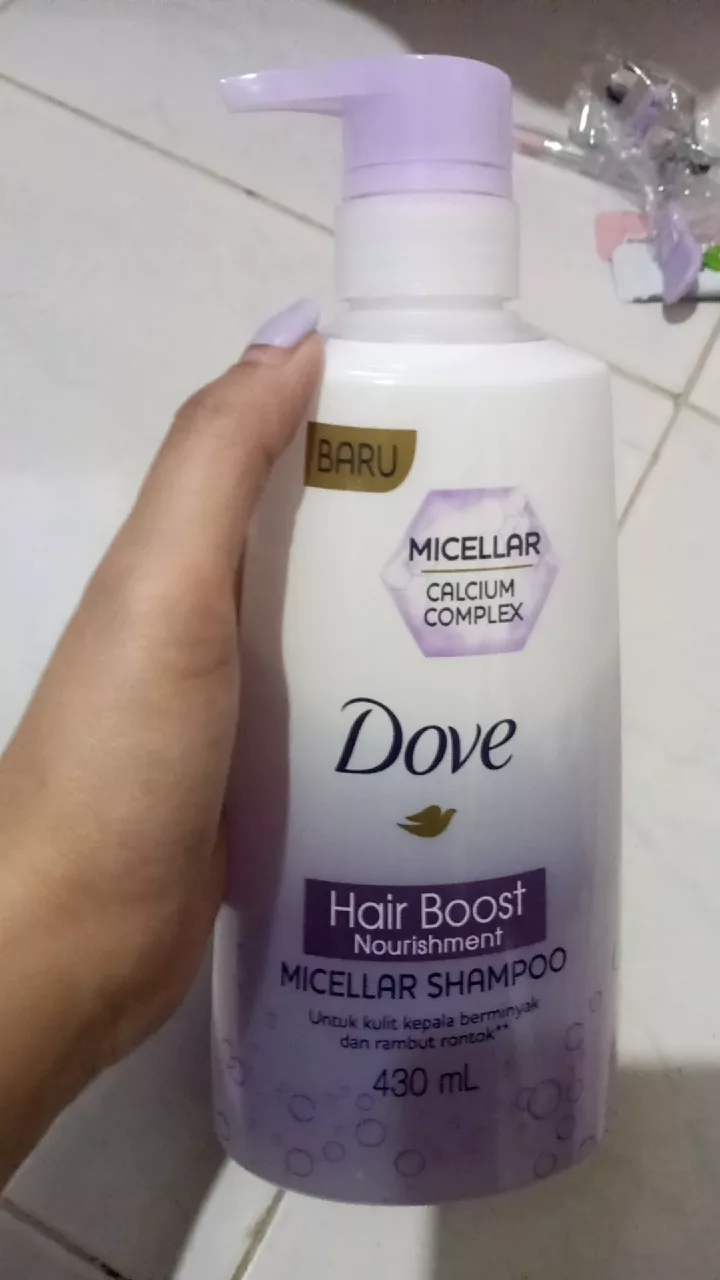 BARU
MICELLAR
CALCIUM
COMPLEX
Dove
Hair Boost
Nourishment
MICELLAR SHAMPOO
Untuk kulit kepala berminyak
dan rambut rontok**
430 mL